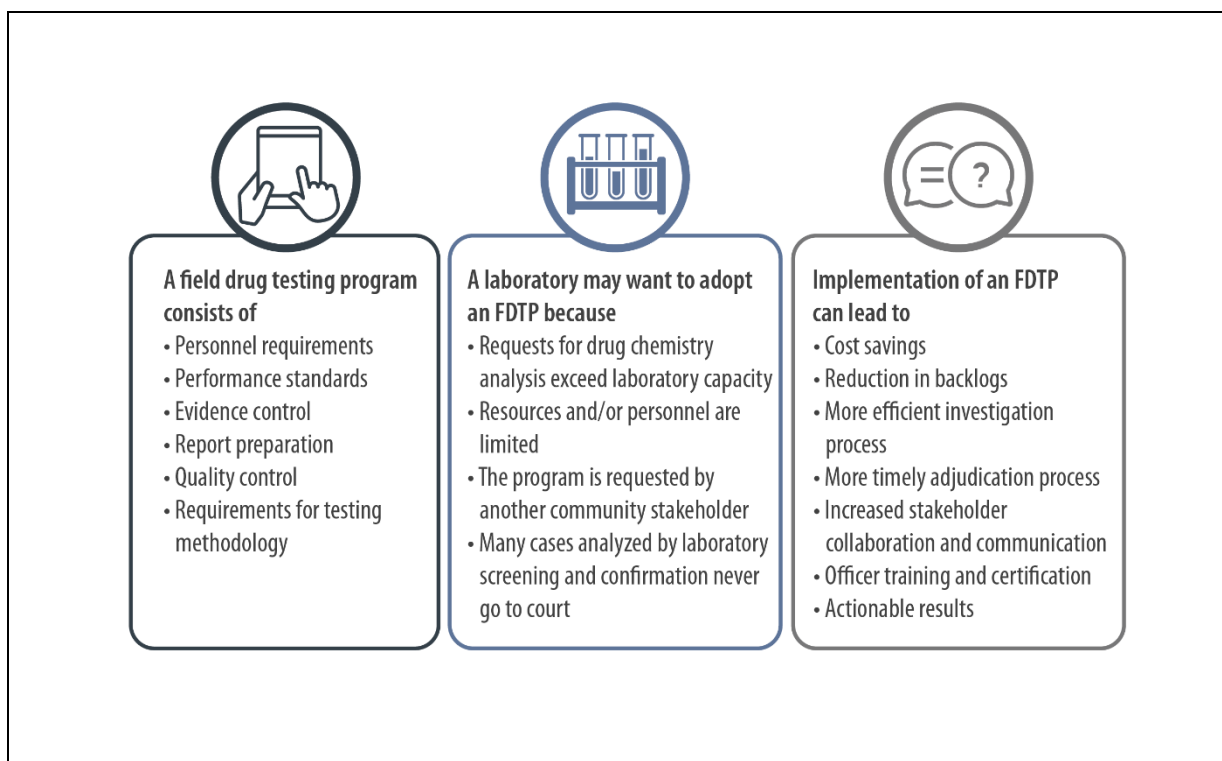 = ?
A field drug testing program
consists of
• Personnel requirements
• Performance standards
• Evidence control
• Report preparation
• Quality control
• Requirements for testing
methodology
A laboratory may want to adopt
an FDTP because
• Requests for drug chemistry
analysis exceed laboratory capacity
• Resources and/or personnel are
limited
• The program is requested by
another community stakeholder
• Many cases analyzed by laboratory
screening and confirmation never
go to court
Implementation of an FDTP
can lead to
• Cost savings
• Reduction in backlogs
• More efficient investigation
process
• More timely adjudication process
• Increased stakeholder
collaboration and communication
• Officer training and certification
• Actionable results